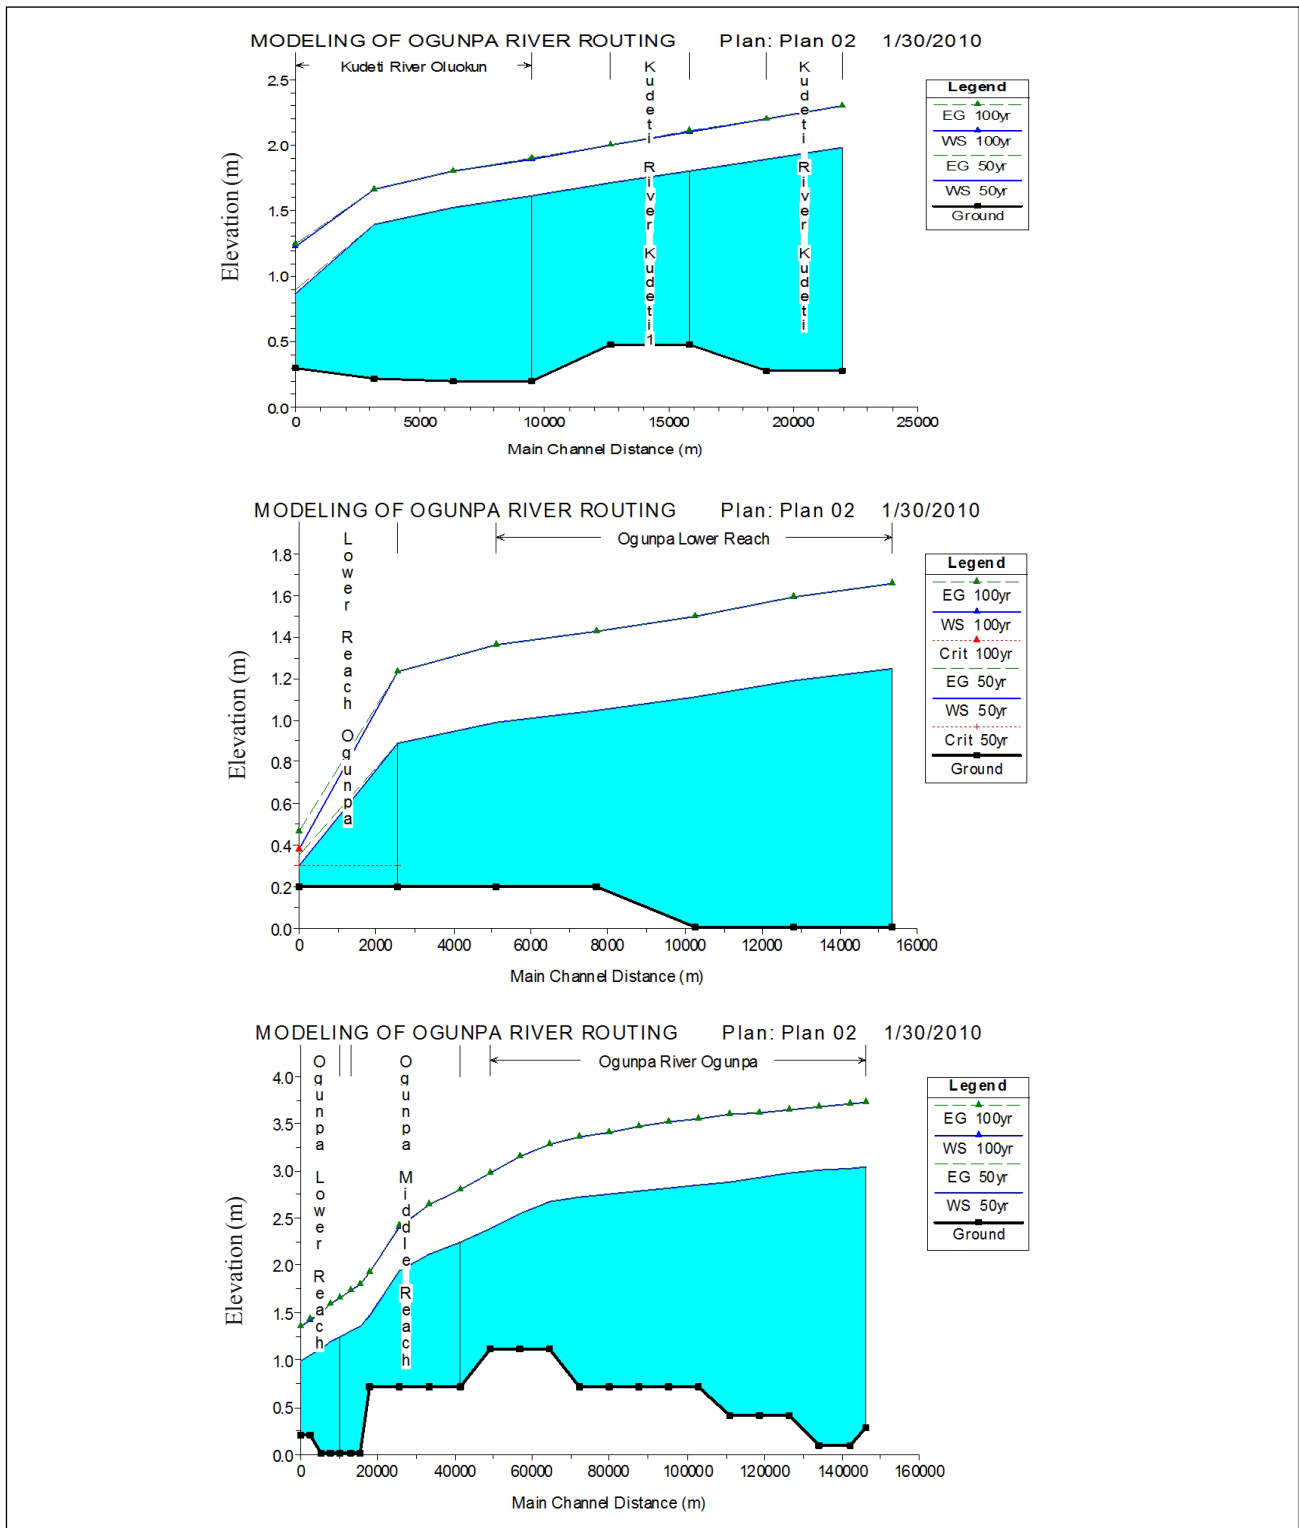 MODELING OF OGUNPA RIVER ROUTING Plan: Plan 02 1/30/2010
Kudeti River Oluokun
Kudeti River Kudeti1
Kudeti River Kudeti
Elevation (m)
2.5
2.0
1.5
1.0
0.5
0.0
0 5000 10000 15000 20000 25000
Main Channel Distance (m)
Legend
EG 100yr
WS 100yr
EG 50yr
WS 50yr
Ground
MODELING OF OGUNPA RIVER ROUTING Plan: Plan 02 1/30/2010
Lower Reach Ogunpa
Ogunpa Lower Reach
Elevation (m)
1.8
1.6
1.4
1.2
1.0
0.8
0.6
0.4
0.2
0.0
0 2000 4000 6000 8000 10000 12000 14000 16000
Main Channel Distance (m)
Legend
EG 100yr
WS 100yr
Crit 100yr
EG 50yr
WS 50yr
Crit 50yr
Ground
MODELING OF OGUNPA RIVER ROUTING Plan: Plan 02 1/30/2010
Ogunpa Lower Reach
Ogunpa Middle Reach
Ogunpa River Ogunpa
Elevation (m)
4.0
3.5
3.0
2.5
2.0
1.5
1.0
0.5
0.0
0 20000 40000 60000 80000 100000 120000 140000 160000
Main Channel Distance (m)
Legend
EG 100yr
WS 100yr
EG 50yr
WS 50yr
Ground